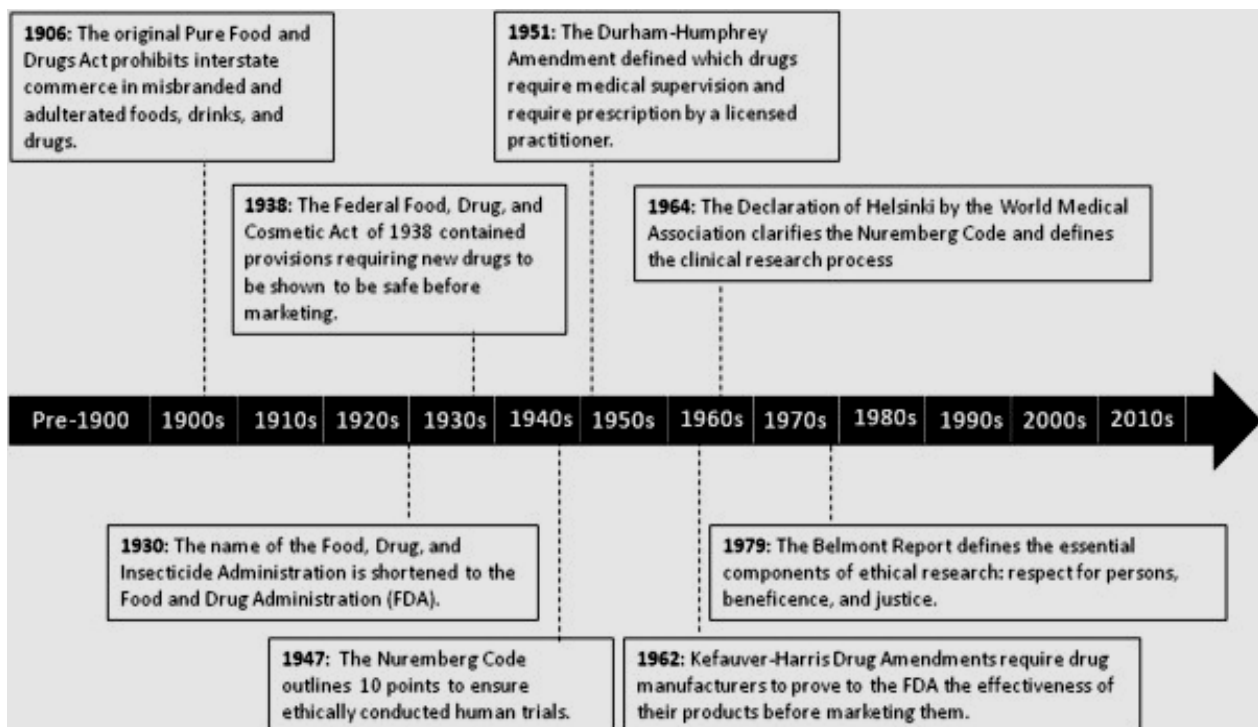 1906: The original Pure Food and
Drugs Act prohibits interstate
commerce in misbranded and
adulterated foods, drinks, and
drugs.
1951: The Durham-Humphrey
Amendment defined which drugs
require medical supervision and
require prescription by a licensed
practitioner.
1938: The Federal Food, Drug, and
Cosmetic Act of 1938 contained
provisions requiring new drugs to
be shown to be safe before
marketing.
1964: The Declaration of Helsinki by the World Medical
Association clarifies the Nuremberg Code and defines
the clinical research process
Pre-1900 1900s 1910s 1920s 1930s 1940s 1950s 1960s 1970s 1980s 1990s 2000s 2010s
1930: The name of the Food, Drug, and
Insecticide Administration is shortened to the
Food and Drug Administration (FDA).
1979: The Belmont Report defines the essential
components of ethical research: respect for persons,
beneficence, and justice.
1947: The Nuremberg Code
outlines 10 points to ensure
ethically conducted human trials.
1962: Kefauver-Harris Drug Amendments require drug
manufacturers to prove to the FDA the effectiveness of
their products before marketing them.